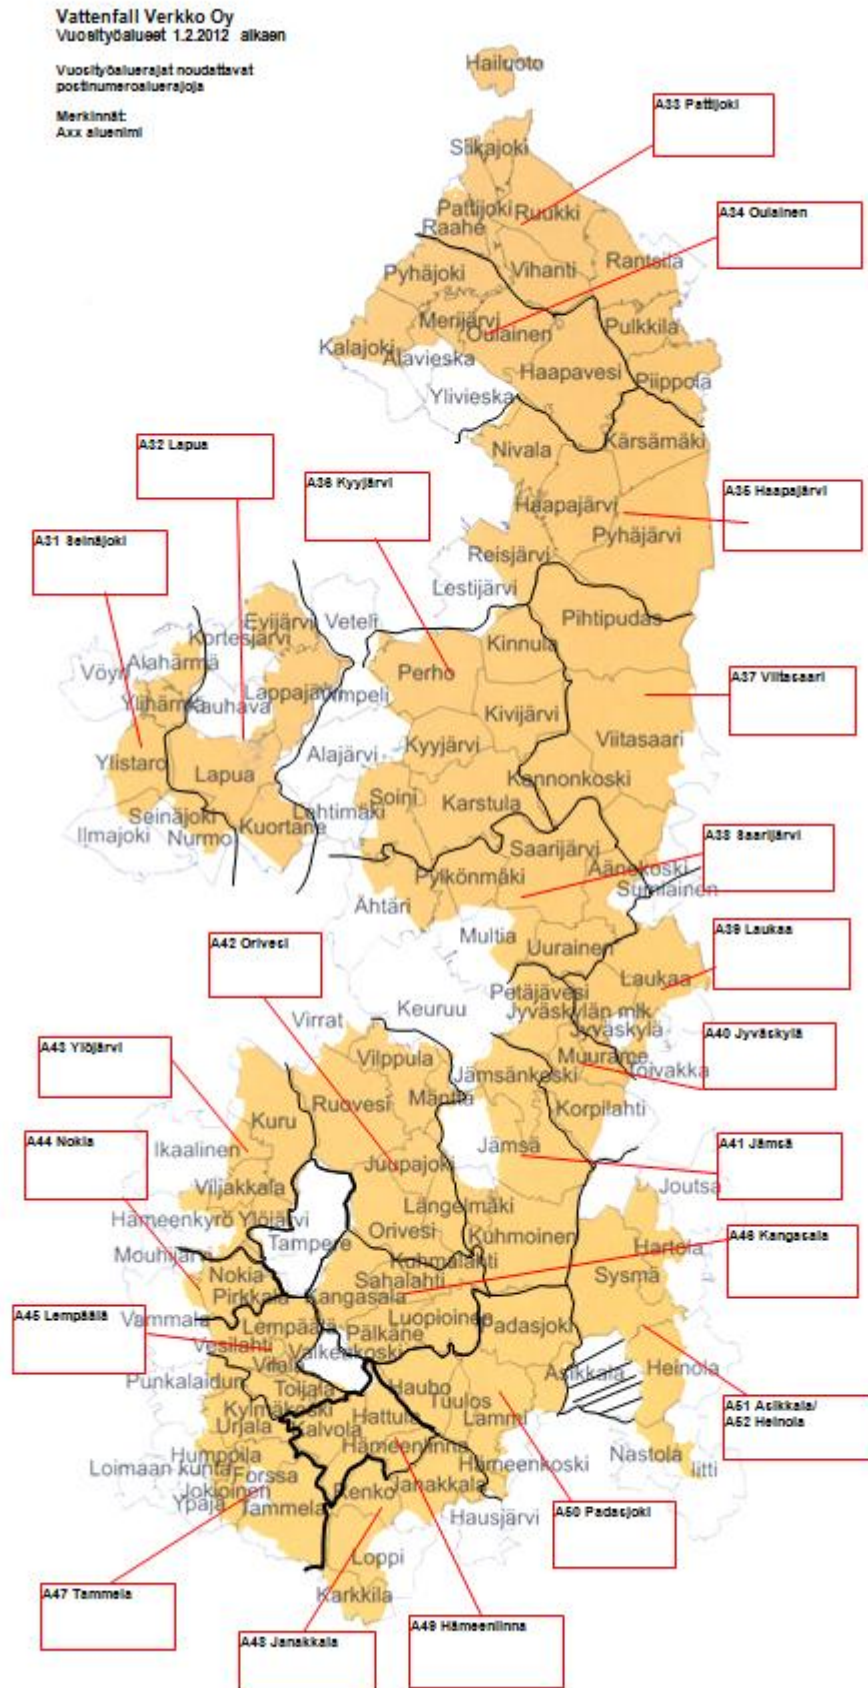 Vattenfall Verkko Oy
Vuosityöalueet 1.2.2012 alkaen
Vuosityöaluerajat noudattavat
postinumeroaluerajoja
Merkinnät:
Axx aluenimi
Hailuoto
A33 Pattijoki
Siikajoki
Pattijoki
Ruukki
Raahe
A34 Oulainen
Pyhäjoki
Vihanti
Rantsila
Merijärvi
Oulainen
Pulkkila
Kalajoki
Alavieska
Haapavesi
Piippola
Ylivieska
A32 Lapua
Nivala
Kärsämäki
A36 Kyyjärvi
A35 Haapajärvi
Haapajärvi
Pyhäjärvi
A31 Seinäjoki
Reisjärvi
Lestijärvi
Evijärvi
Veteli
Pihtipudas
Kortesjärvi
Kinnula
Alahärmä
Vöyri
Perho
A37 Viitasaari
Lappajärvi
Vimpeli
Ylihärmä
Kauhava
Kivijärvi
Viitasaari
Ylistaro
Alajärvi
Kyyjärvi
Lapua
Kannonkoski
Soini
Karstula
Lehtimäki
Seinäjoki
Kuortane
Ilmajoki
Nurmo
A38 Saarijärvi
Saarijärvi
Pylkönmäki
Äänekoski
Sumiainen
Ähtäri
A42 Orivesi
Multia
Uurainen
A39 Laukaa
Laukaa
Petäjävesi
Keuruu
Jyväskylän mlk
Virrat
Jyväskylä
A40 Jyväskylä
A43 Ylöjärvi
Vilppula
Muurame
Toivakka
Jämsänkoski
Mänttä
Ruovesi
Korpilahti
Kuru
A44 Nokia
Ikaalinen
Jämsä
A41 Jämsä
Juupajoki
Viljakkala
Joutsa
Längelmäki
Hämeenkyrö
Ylöjärvi
Orivesi
Kuhmoinen
A46 Kangasala
Tampere
Hartola
Mouhijärvi
Kuhmalahti
Nokia
Sahalahti
Sysmä
Pirkkala
Kangasala
A45 Lempäälä
Vammala
Luopioinen
Lempäälä
Pälkäne
Padasjoki
Vesilahti
Valkeakoski
Viiala
Asikkala
Heinola
Punkalaidun
Toijala
Hauho
Tuulos
A51 Asikkala/
A52 Heinola
Kylmäkoski
Hattula
Urjala
Kalvola
Lammi
Hämeenlinna
Humppila
Nastola
Iitti
Loimaan kunta
Forssa
Hämeenkoski
Jokioinen
Janakkala
Renko
Ypäjä
Tammela
Hausjärvi
A50 Padasjoki
Loppi
A47 Tammela
Karkkila
A49 Hämeenlinna
A48 Janakkala